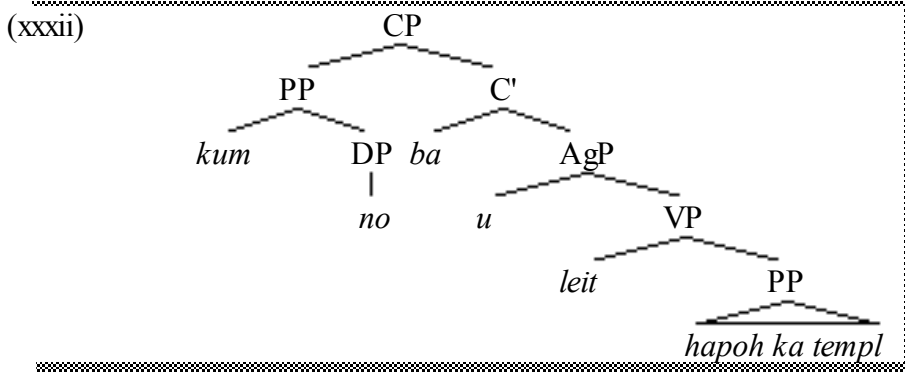 (xxxii) CP
PP C'
kum DP ba AgP
no u VP
leit PP
hapoh ka templ